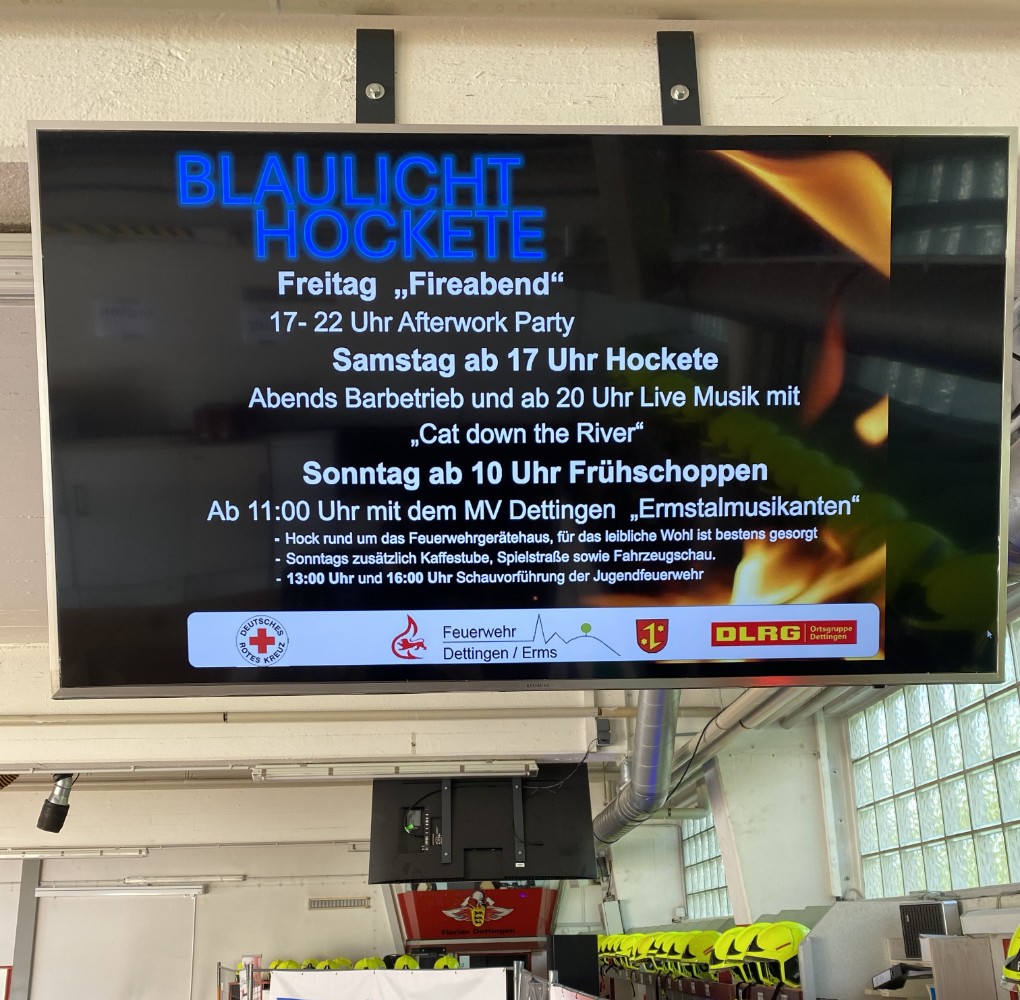 BLAULICHT
HOCKETE
Freitag „Fireabend“
17- 22 Uhr Afterwork Party
Samstag ab 17 Uhr Hockete
Abends Barbetrieb und ab 20 Uhr Live Musik mit
„Cat down the River“
Sonntag ab 10 Uhr Frühschoppen
Ab 11:00 Uhr mit dem MV Dettingen „Ermstalmusikanten“
- Hock rund um das Feuerwehrgerätehaus, für das leibliche Wohl ist bestens gesorgt
- Sonntags zusätzlich Kaffestube, Spielstraße sowie Fahrzeugschau.
- 13:00 Uhr und 16:00 Uhr Schauvorführung der Jugendfeuerwehr
DEUTSCHES
ROTES KREUZ
Feuerwehr
Dettingen / Erms
DLRG Ortsgruppe
Dettingen
Florian Dettingen